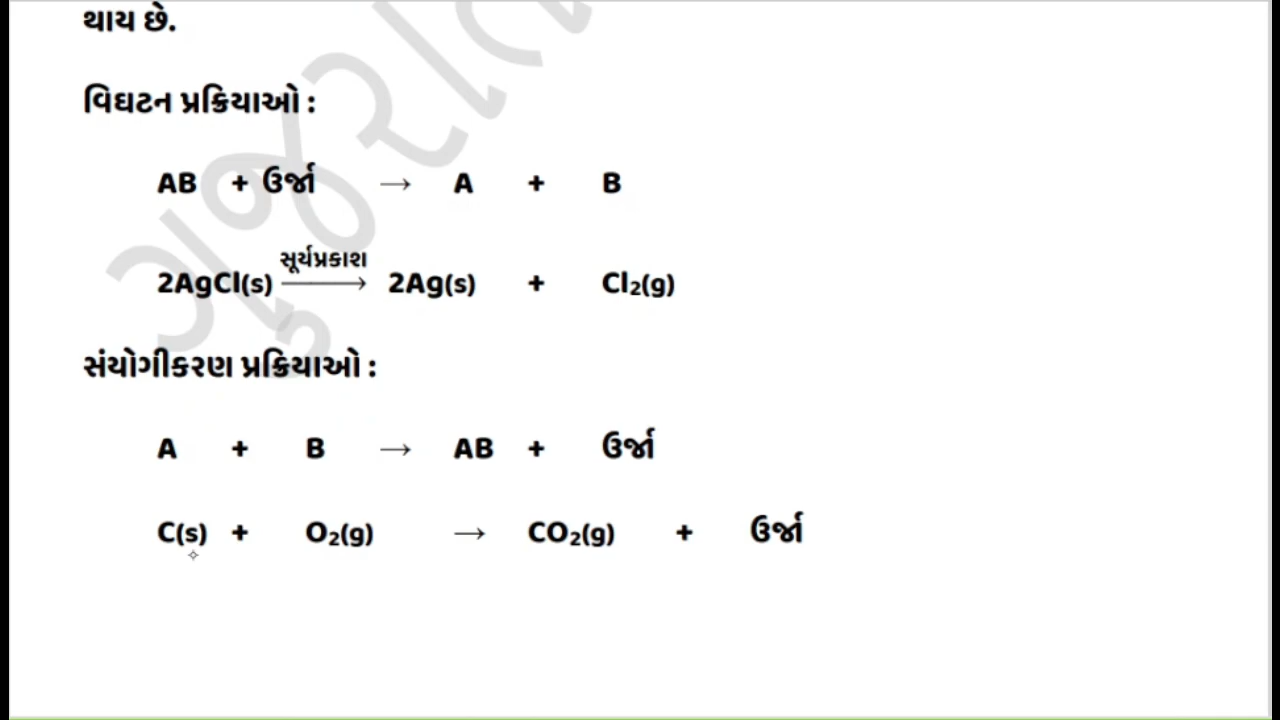 થાય છે.
વિઘટન પ્રક્રિયાઓ :
AB + ઉર્જા → A + B
સૂર્યપ્રકાશ
2AgCl(s) ⟶ 2Ag(s) + Cl₂(g)
સંયોગીકરણ પ્રક્રિયાઓ :
A + B → AB + ઉર્જા
C(s) + O₂(g) → CO₂(g) + ઉર્જા